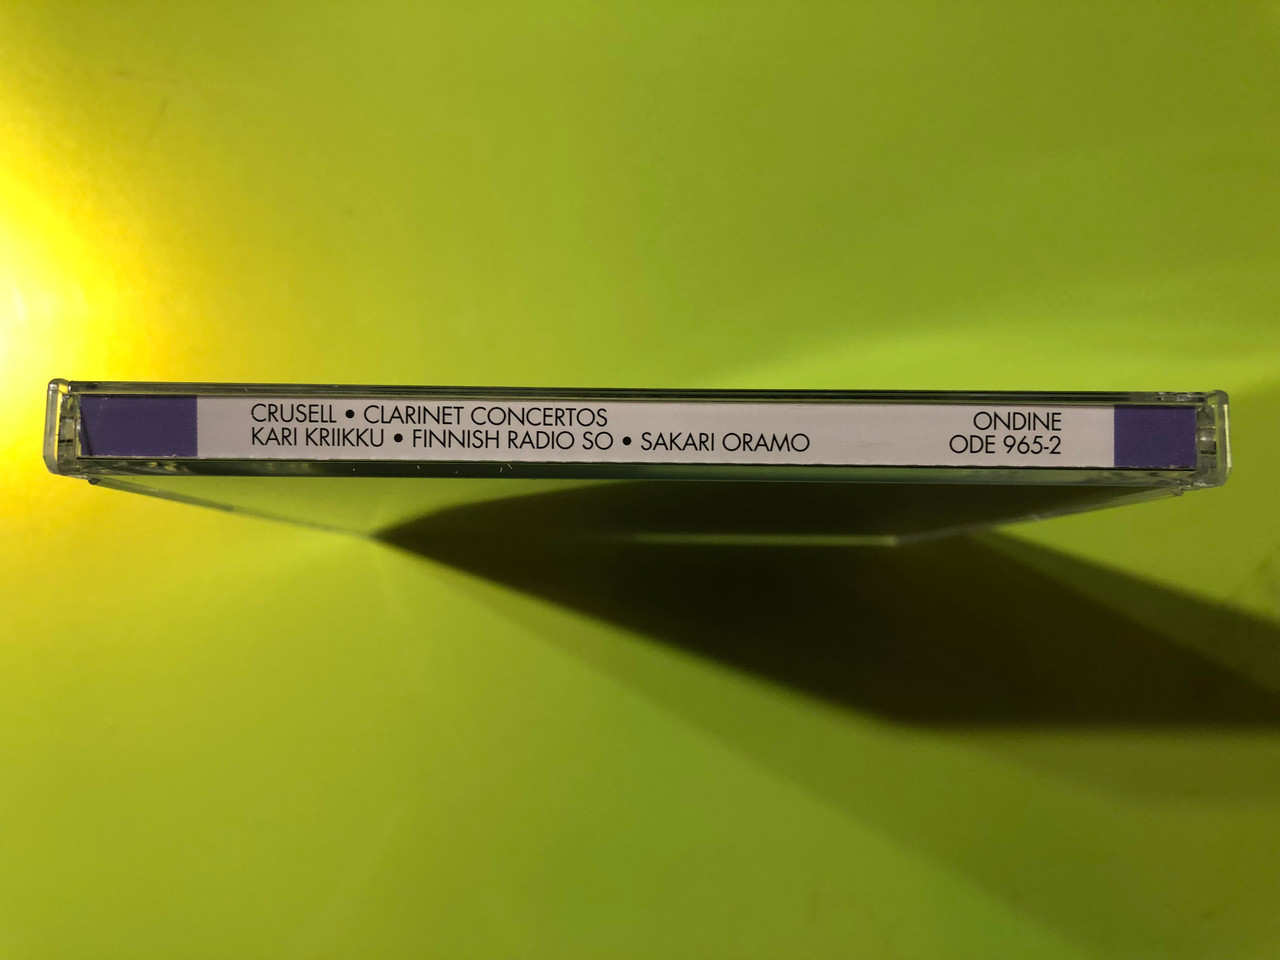 CRUSELL • CLARINET CONCERTOS
KARI KRIIKKU • FINNISH RADIO SO • SAKARI ORAMO
ONDINE
ODE 965-2